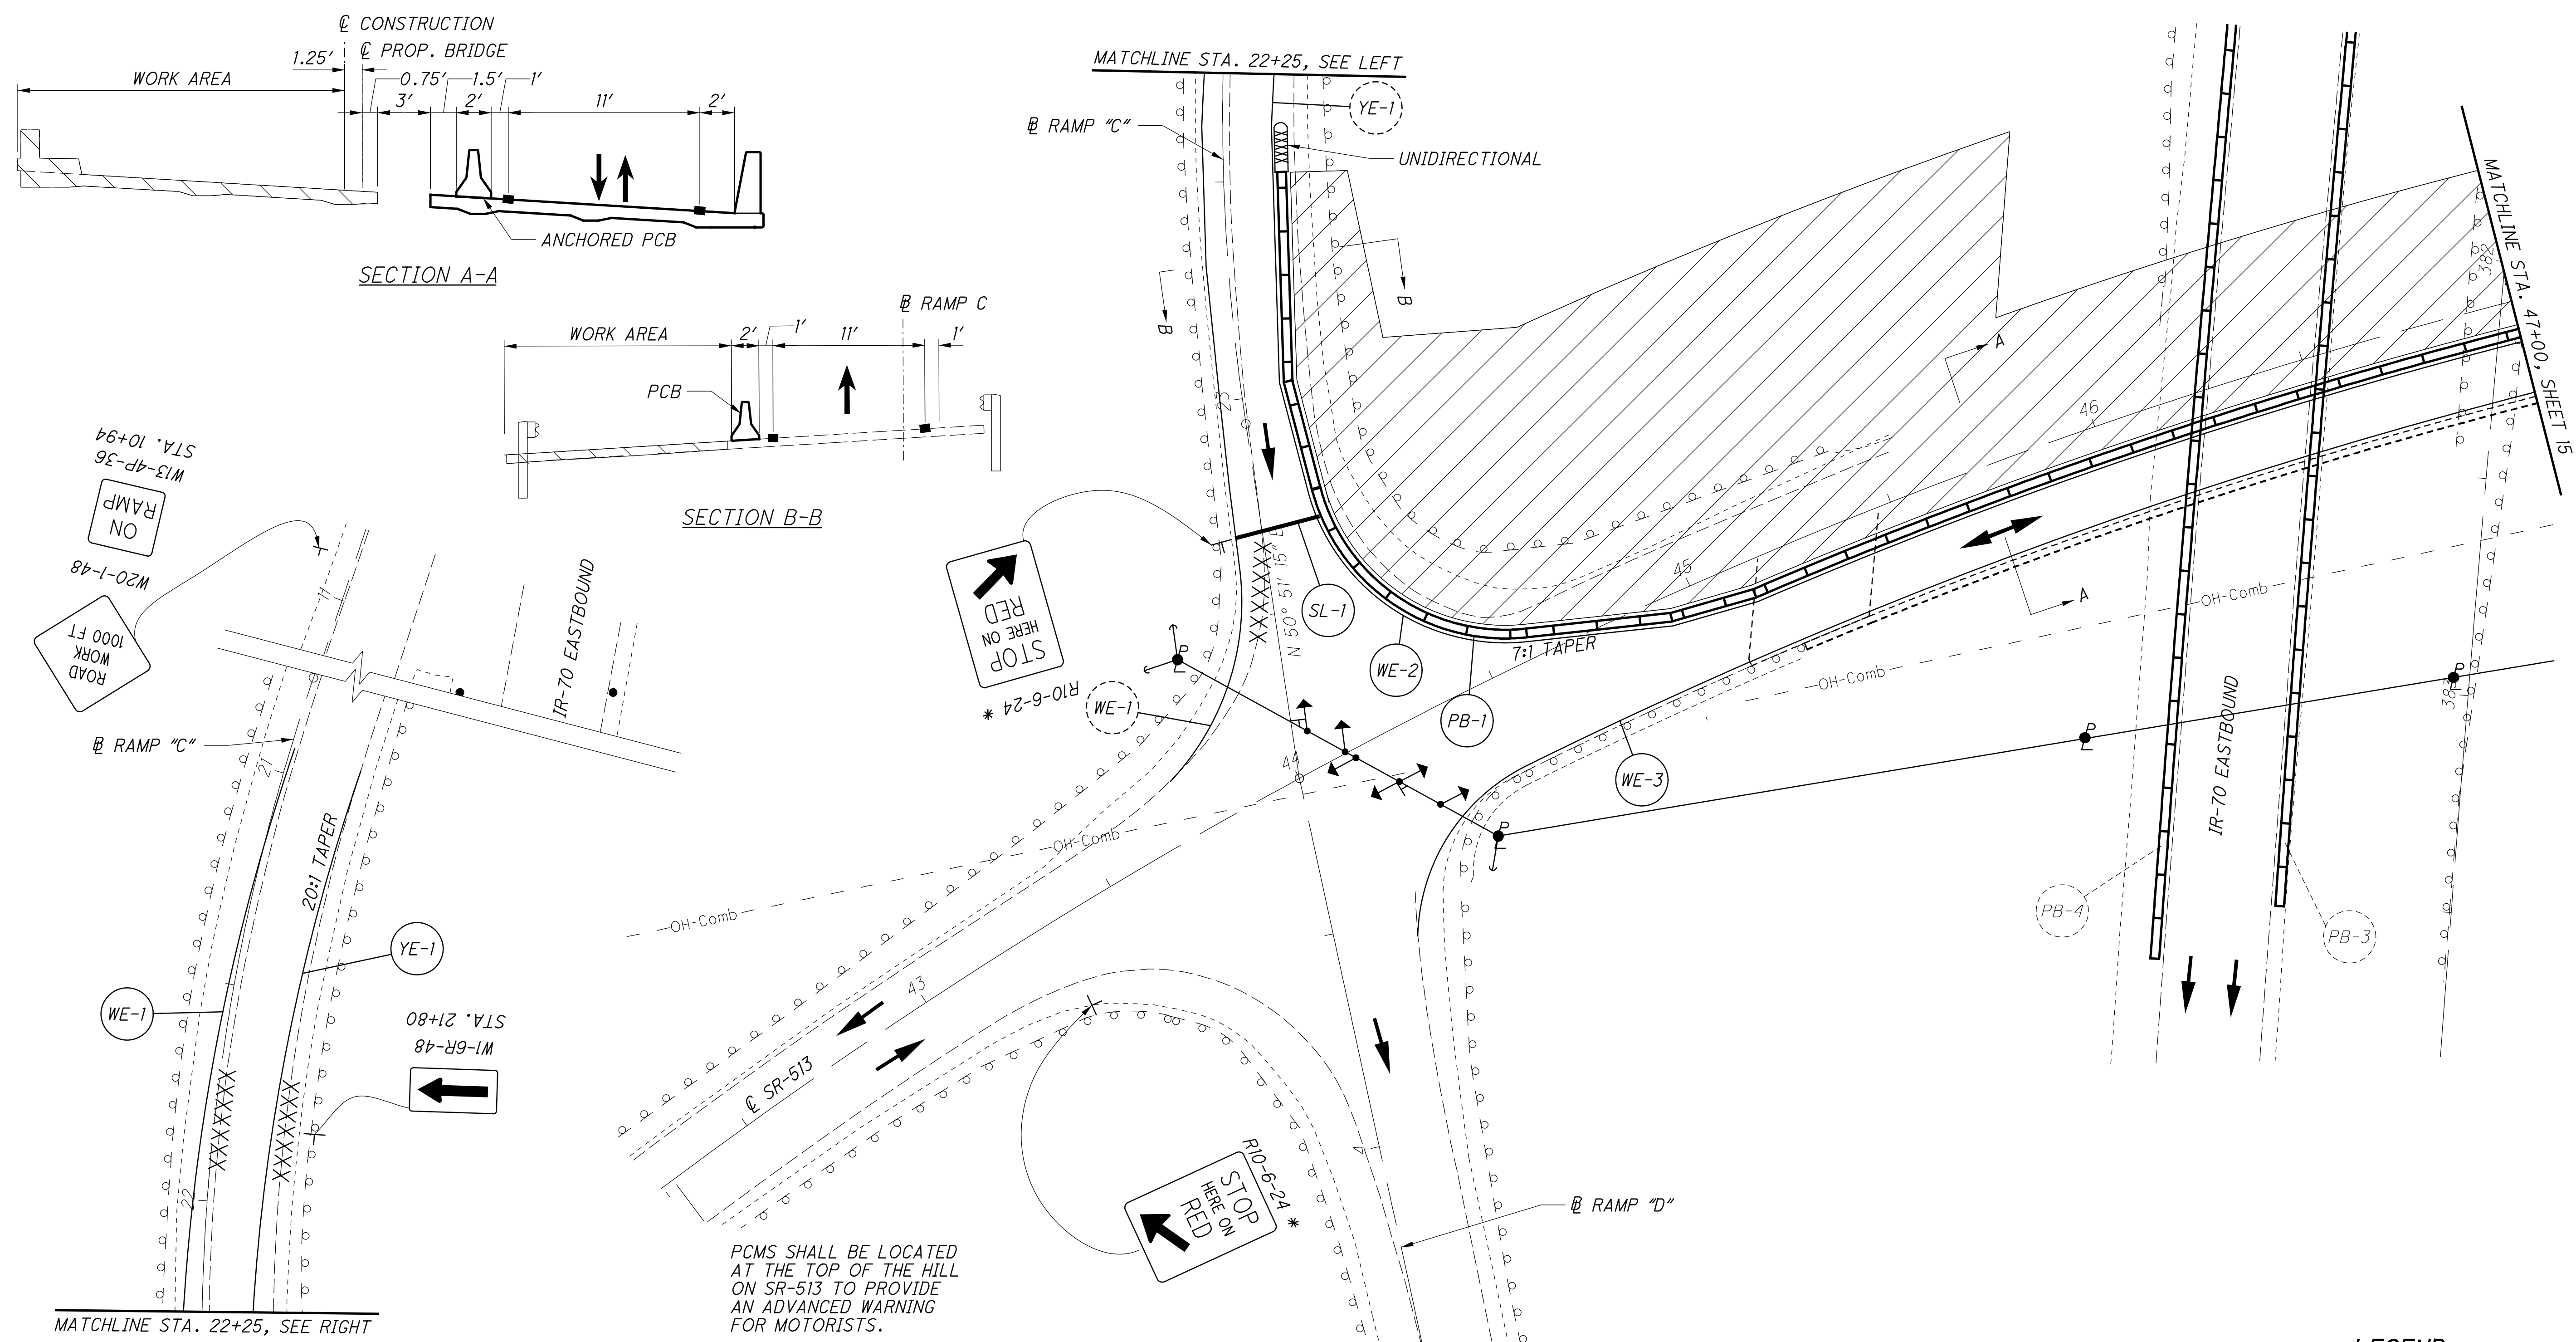 ℄ CONSTRUCTION
℄ PROP. BRIDGE
1.25'
WORK AREA
0.75'
1.5'
1'
3'
2'
11'
2'
ANCHORED PCB
SECTION A-A
℄ RAMP C
WORK AREA
2'
1'
11'
1'
PCB
SECTION B-B
STA. 10+94
W13-4P-36
ON
RAMP
W20-1-48
ROAD
WORK
1000 FT
11
IR-70 EASTBOUND
RAMP "C"
21
20:1 TAPER
YE-1
WE-1
STA. 21+80
W1-6R-48
22
MATCHLINE STA. 22+25, SEE RIGHT
MATCHLINE STA. 22+25, SEE LEFT
YE-1
RAMP "C"
UNIDIRECTIONAL
B
B
23
STOP
HERE ON
RED
R10-6-24 *
N 50° 51' 15" E
SL-1
WE-1
WE-2
7:1 TAPER
PB-1
WE-3
44
45
46
A
A
P
P
P
P
MATCHLINE STA. 47+00, SHEET 15
382
383
OH-Comb
OH-Comb
OH-Comb
OH-Comb
IR-70 EASTBOUND
PB-4
PB-3
43
℄ SR-513
4
R10-6-24 *
STOP
HERE ON
RED
RAMP "D"
PCMS SHALL BE LOCATED
AT THE TOP OF THE HILL
ON SR-513 TO PROVIDE
AN ADVANCED WARNING
FOR MOTORISTS.